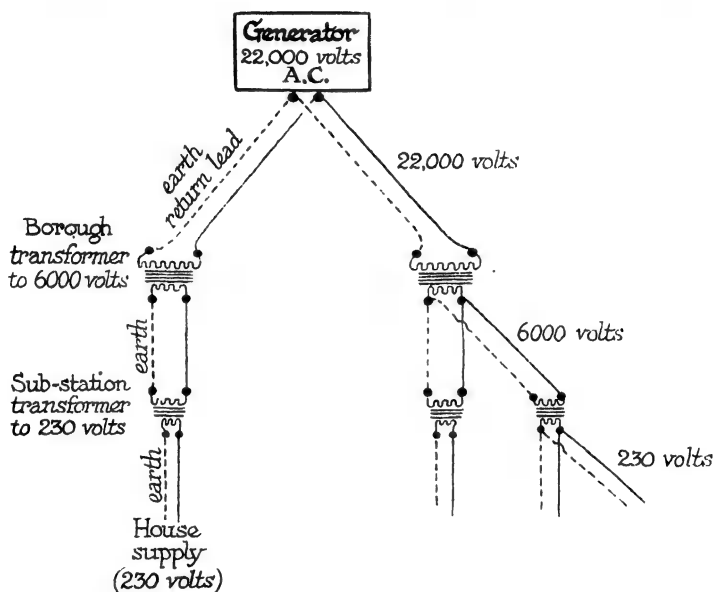 Generator
22,000 volts
A.C.
earth
return lead
22,000 volts
Borough
transformer
to 6000 volts
earth
6000 volts
Sub-station
transformer
to 230 volts
earth
230 volts
House
supply
(230 volts)